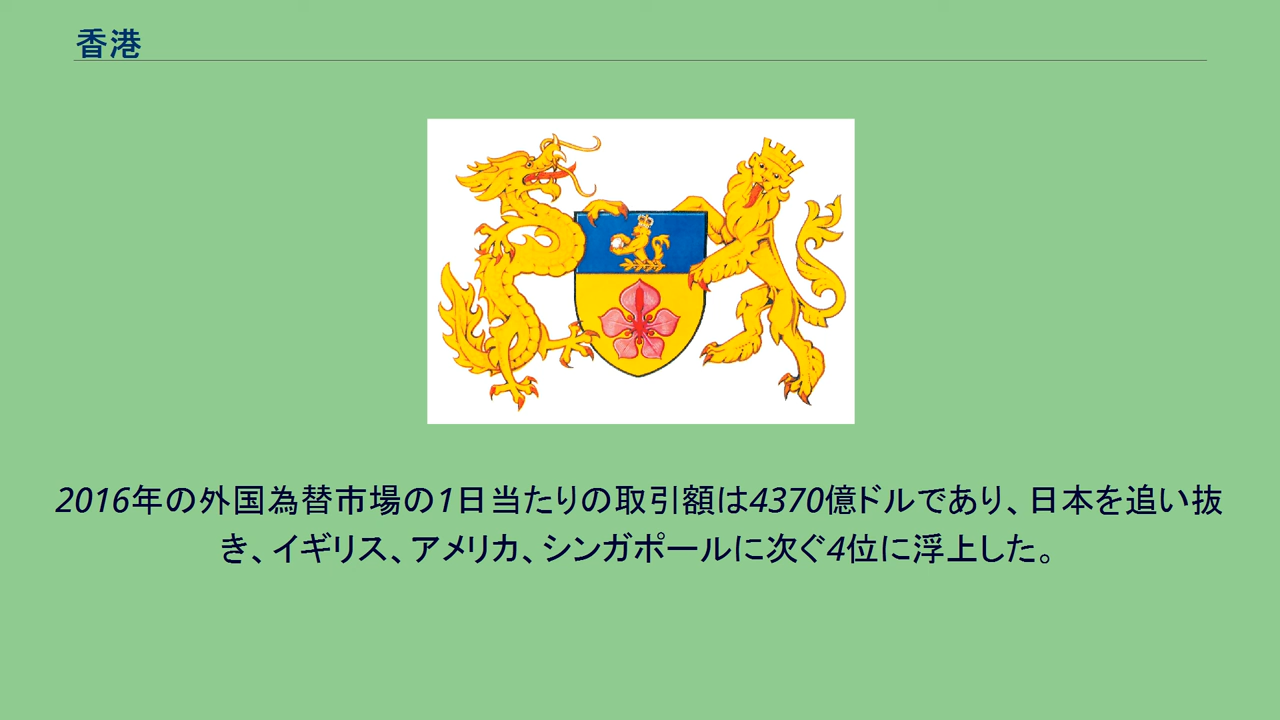 香港
2016年の外国為替市場の1日当たりの取引額は4370億ドルであり、日本を追い抜
き、イギリス、アメリカ、シンガポールに次ぐ4位に浮上した。